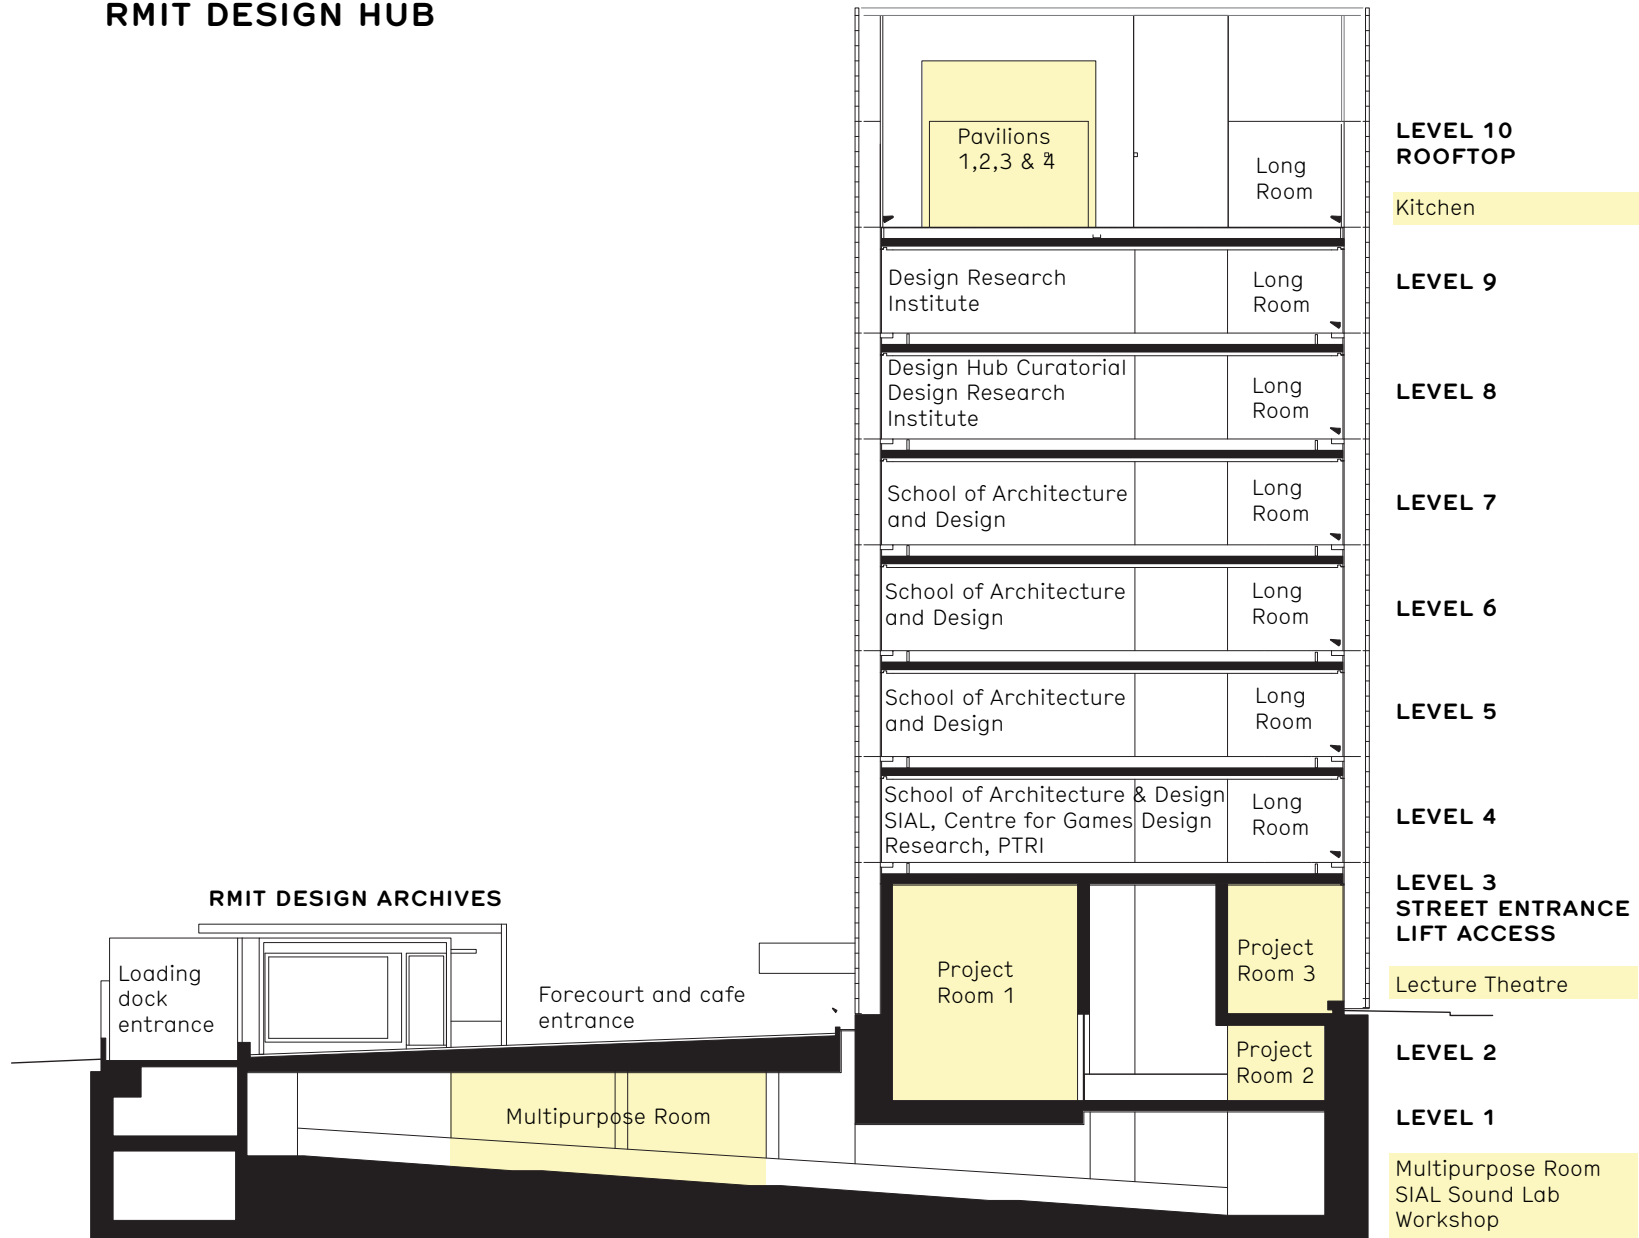 RMIT DESIGN HUB
Pavilions
1,2,3 & 4
Long
Room
LEVEL 10
ROOFTOP
Kitchen
Design Research
Institute
Long
Room
LEVEL 9
Design Hub Curatorial
Design Research
Institute
Long
Room
LEVEL 8
School of Architecture
and Design
Long
Room
LEVEL 7
School of Architecture
and Design
Long
Room
LEVEL 6
School of Architecture
and Design
Long
Room
LEVEL 5
School of Architecture & Design
SIAL, Centre for Games Design
Research, PTRI
Long
Room
LEVEL 4
RMIT DESIGN ARCHIVES
Loading
dock
entrance
Forecourt and cafe
entrance
Project
Room 1
Project
Room 3
LEVEL 3
STREET ENTRANCE
LIFT ACCESS
Lecture Theatre
Project
Room 2
LEVEL 2
Multipurpose Room
LEVEL 1
Multipurpose Room
SIAL Sound Lab
Workshop